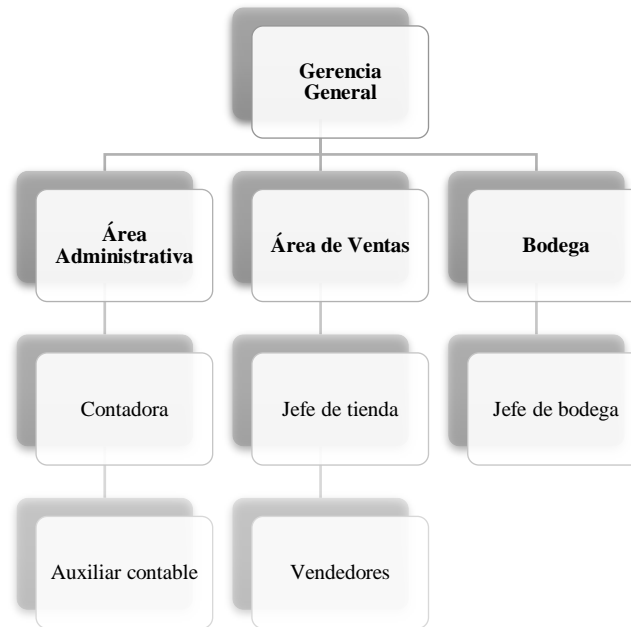 Gerencia
General
Área
Administrativa
Área de Ventas
Bodega
Contadora
Jefe de tienda
Jefe de bodega
Auxiliar contable
Vendedores